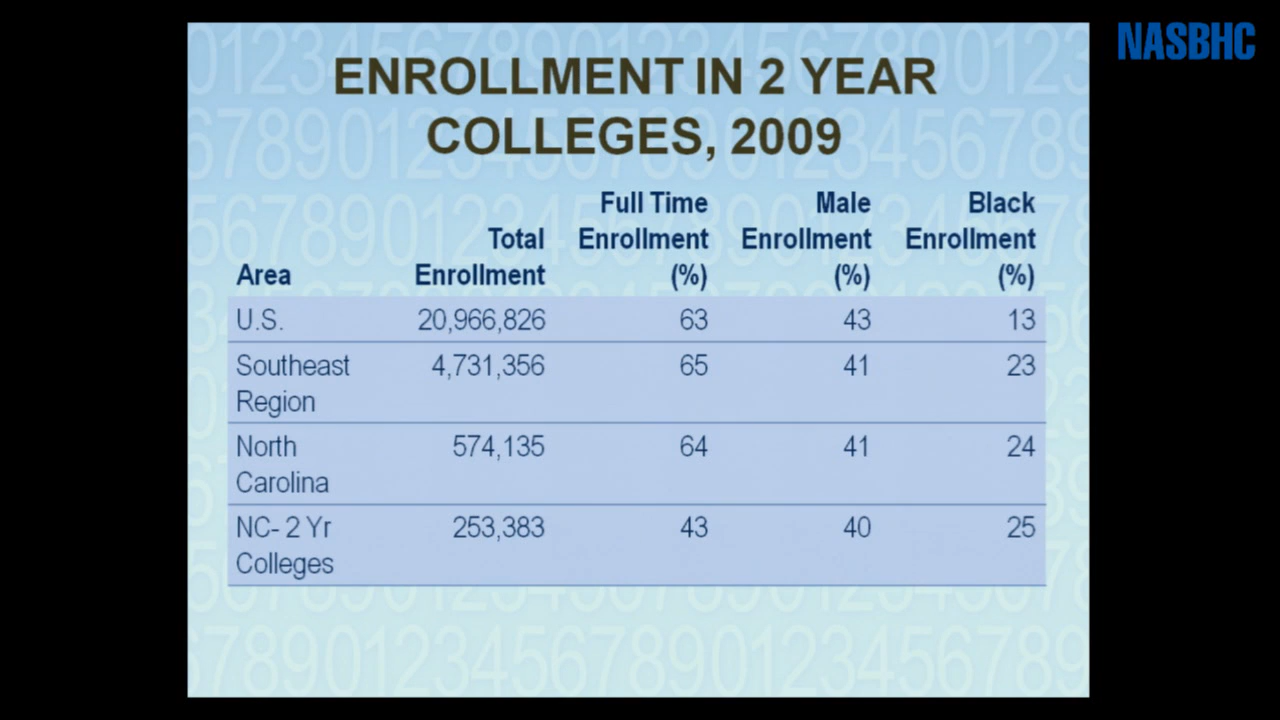 NASBHC
ENROLLMENT IN 2 YEAR
COLLEGES, 2009
Area Total Enrollment Full Time Enrollment (%) Male Enrollment (%) Black Enrollment (%)
U.S. 20,966,826 63 43 13
Southeast Region 4,731,356 65 41 23
North Carolina 574,135 64 41 24
NC- 2 Yr Colleges 253,383 43 40 25